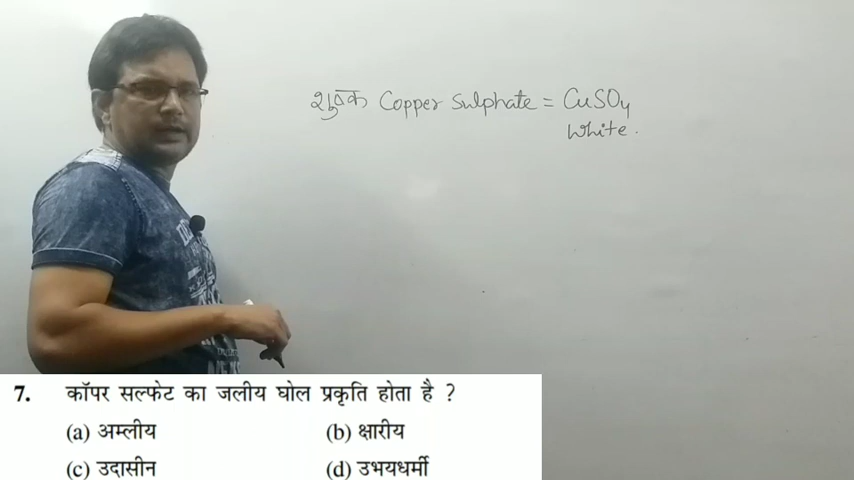 शुष्क Copper Sulphate = CuSO4
White.
7. कॉपर सल्फेट का जलीय घोल प्रकृति होता है ?
(a) अम्लीय (b) क्षारीय
(c) उदासीन (d) उभयधर्मी